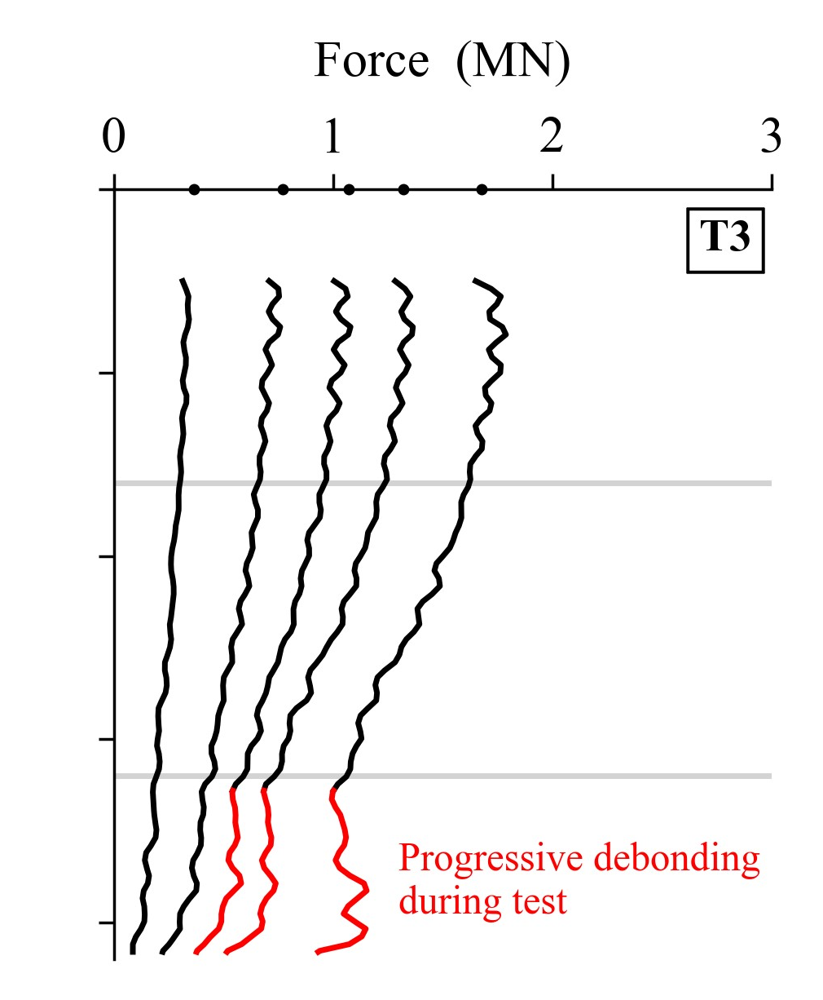 Force (MN)
0 1 2 3
T3
Progressive debonding
during test